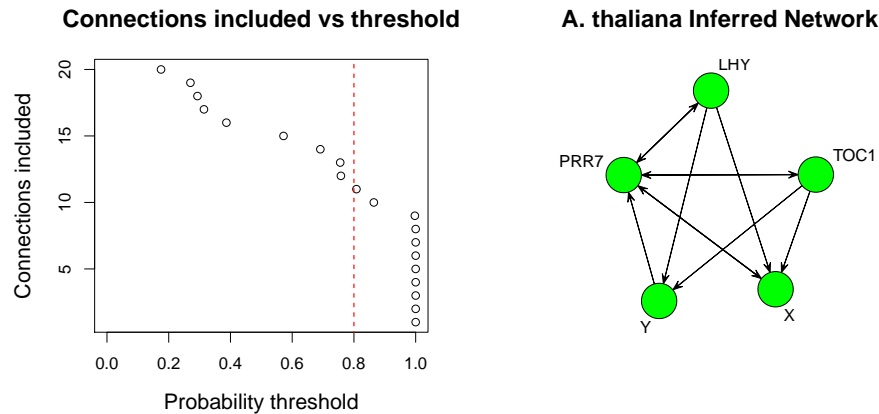 Connections included vs threshold
A. thaliana Inferred Network
Connections included
20
15
10
5
0.0 0.2 0.4 0.6 0.8 1.0
Probability threshold
LHY
PRR7
TOC1
Y
X